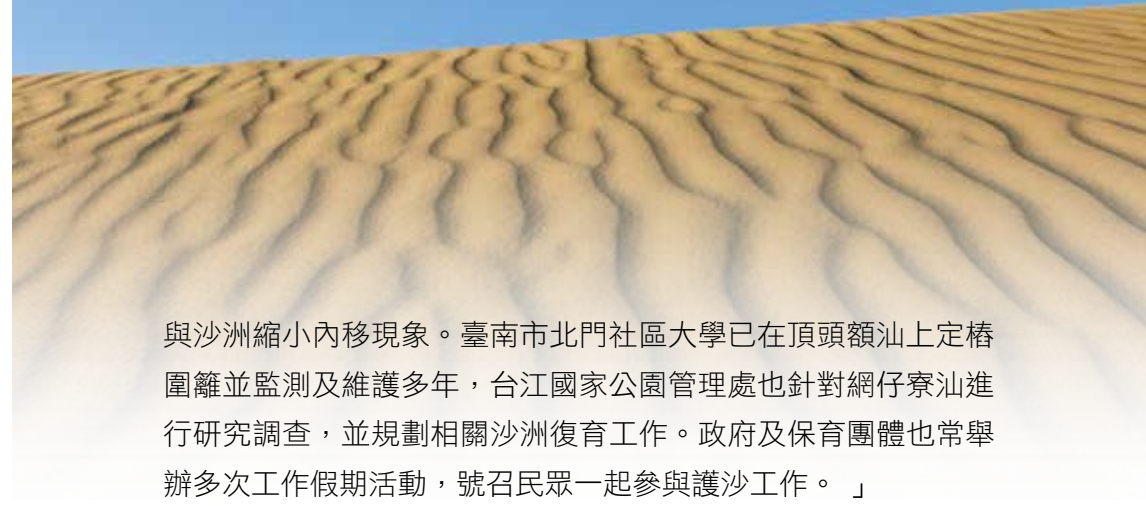 與沙洲縮小內移現象。臺南市北門社區大學已在頂頭額汕上定樁
圍籬並監測及維護多年，台江國家公園管理處也針對網仔寮汕進
行研究調查，並規劃相關沙洲復育工作。政府及保育團體也常舉
辦多次工作假期活動，號召民眾一起參與護沙工作。 」